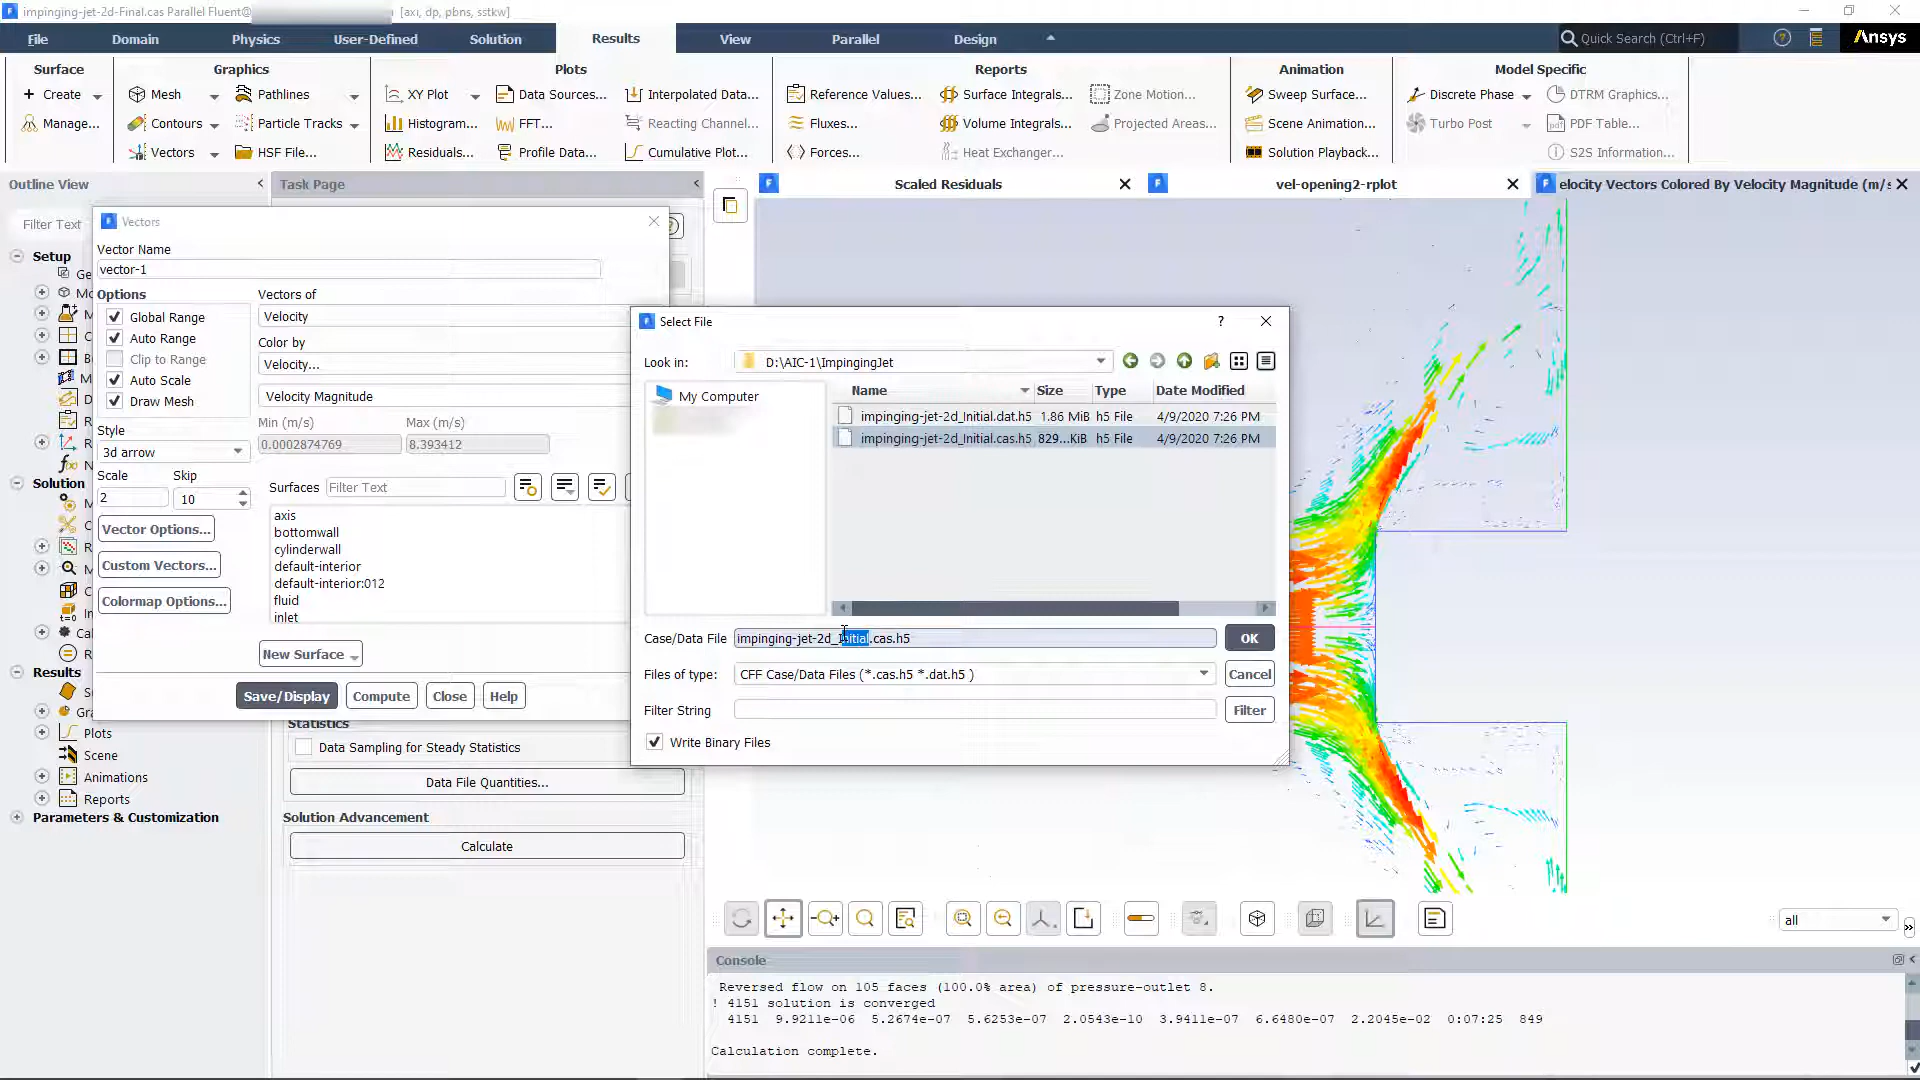 impinging-jet-2d-Final.cas Parallel Fluent@ [axi, dp, pbns, sstkw]
File Domain Physics User-Defined Solution Results View Parallel Design Quick Search (Ctrl+F) Ansys
Surface Graphics Plots Reports Animation Model Specific
+ Create Mesh Pathlines XY Plot Data Sources... Interpolated Data... Reference Values... Surface Integrals... Zone Motion... Sweep Surface... Discrete Phase DTRM Graphics...
Manage... Contours Particle Tracks Histogram... FFT... Reacting Channel... Fluxes... Volume Integrals... Projected Areas... Scene Animation... Turbo Post PDF Table...
Vectors HSF File... Residuals... Profile Data... Cumulative Plot... Forces... Heat Exchanger... Solution Playback... S2S Information...
Outline View < Task Page < Scaled Residuals vel-opening2-rplot elocity Vectors Colored By Velocity Magnitude (m/s
Filter Text
Setup
Ge
Solution
Results
Gra
Plots
Scene
Animations
Reports
Parameters & Customization
Vectors
Vector Name
vector-1
Options
Global Range
Auto Range
Clip to Range
Auto Scale
Draw Mesh
Style
3d arrow
Scale Skip
2 10
Vector Options...
Custom Vectors...
Colormap Options...
Vectors of
Velocity
Color by
Velocity...
Velocity Magnitude
Min (m/s) Max (m/s)
0.0002874769 8.393412
Surfaces Filter Text
axis
bottomwall
cylinderwall
default-interior
default-interior:012
fluid
inlet
New Surface
Save/Display Compute Close Help
Statistics
Data Sampling for Steady Statistics
Data File Quantities...
Solution Advancement
Calculate
Select File ?
Look in: D:\AIC-1\ImpingingJet
My Computer
Name Size Type Date Modified
impinging-jet-2d_Initial.dat.h5 1.86 MiB h5 File 4/9/2020 7:26 PM
impinging-jet-2d_Initial.cas.h5 829...KiB h5 File 4/9/2020 7:26 PM
Case/Data File impinging-jet-2d_Initial.cas.h5 OK
Files of type: CFF Case/Data Files (*.cas.h5 *.dat.h5 ) Cancel
Filter String Filter
Write Binary Files
all
Console
Reversed flow on 105 faces (100.0% area) of pressure-outlet 8.
! 4151 solution is converged
4151 9.9211e-06 5.2674e-07 5.6253e-07 2.0543e-10 3.9411e-07 6.6480e-07 2.2045e-02 0:07:25 849
Calculation complete.